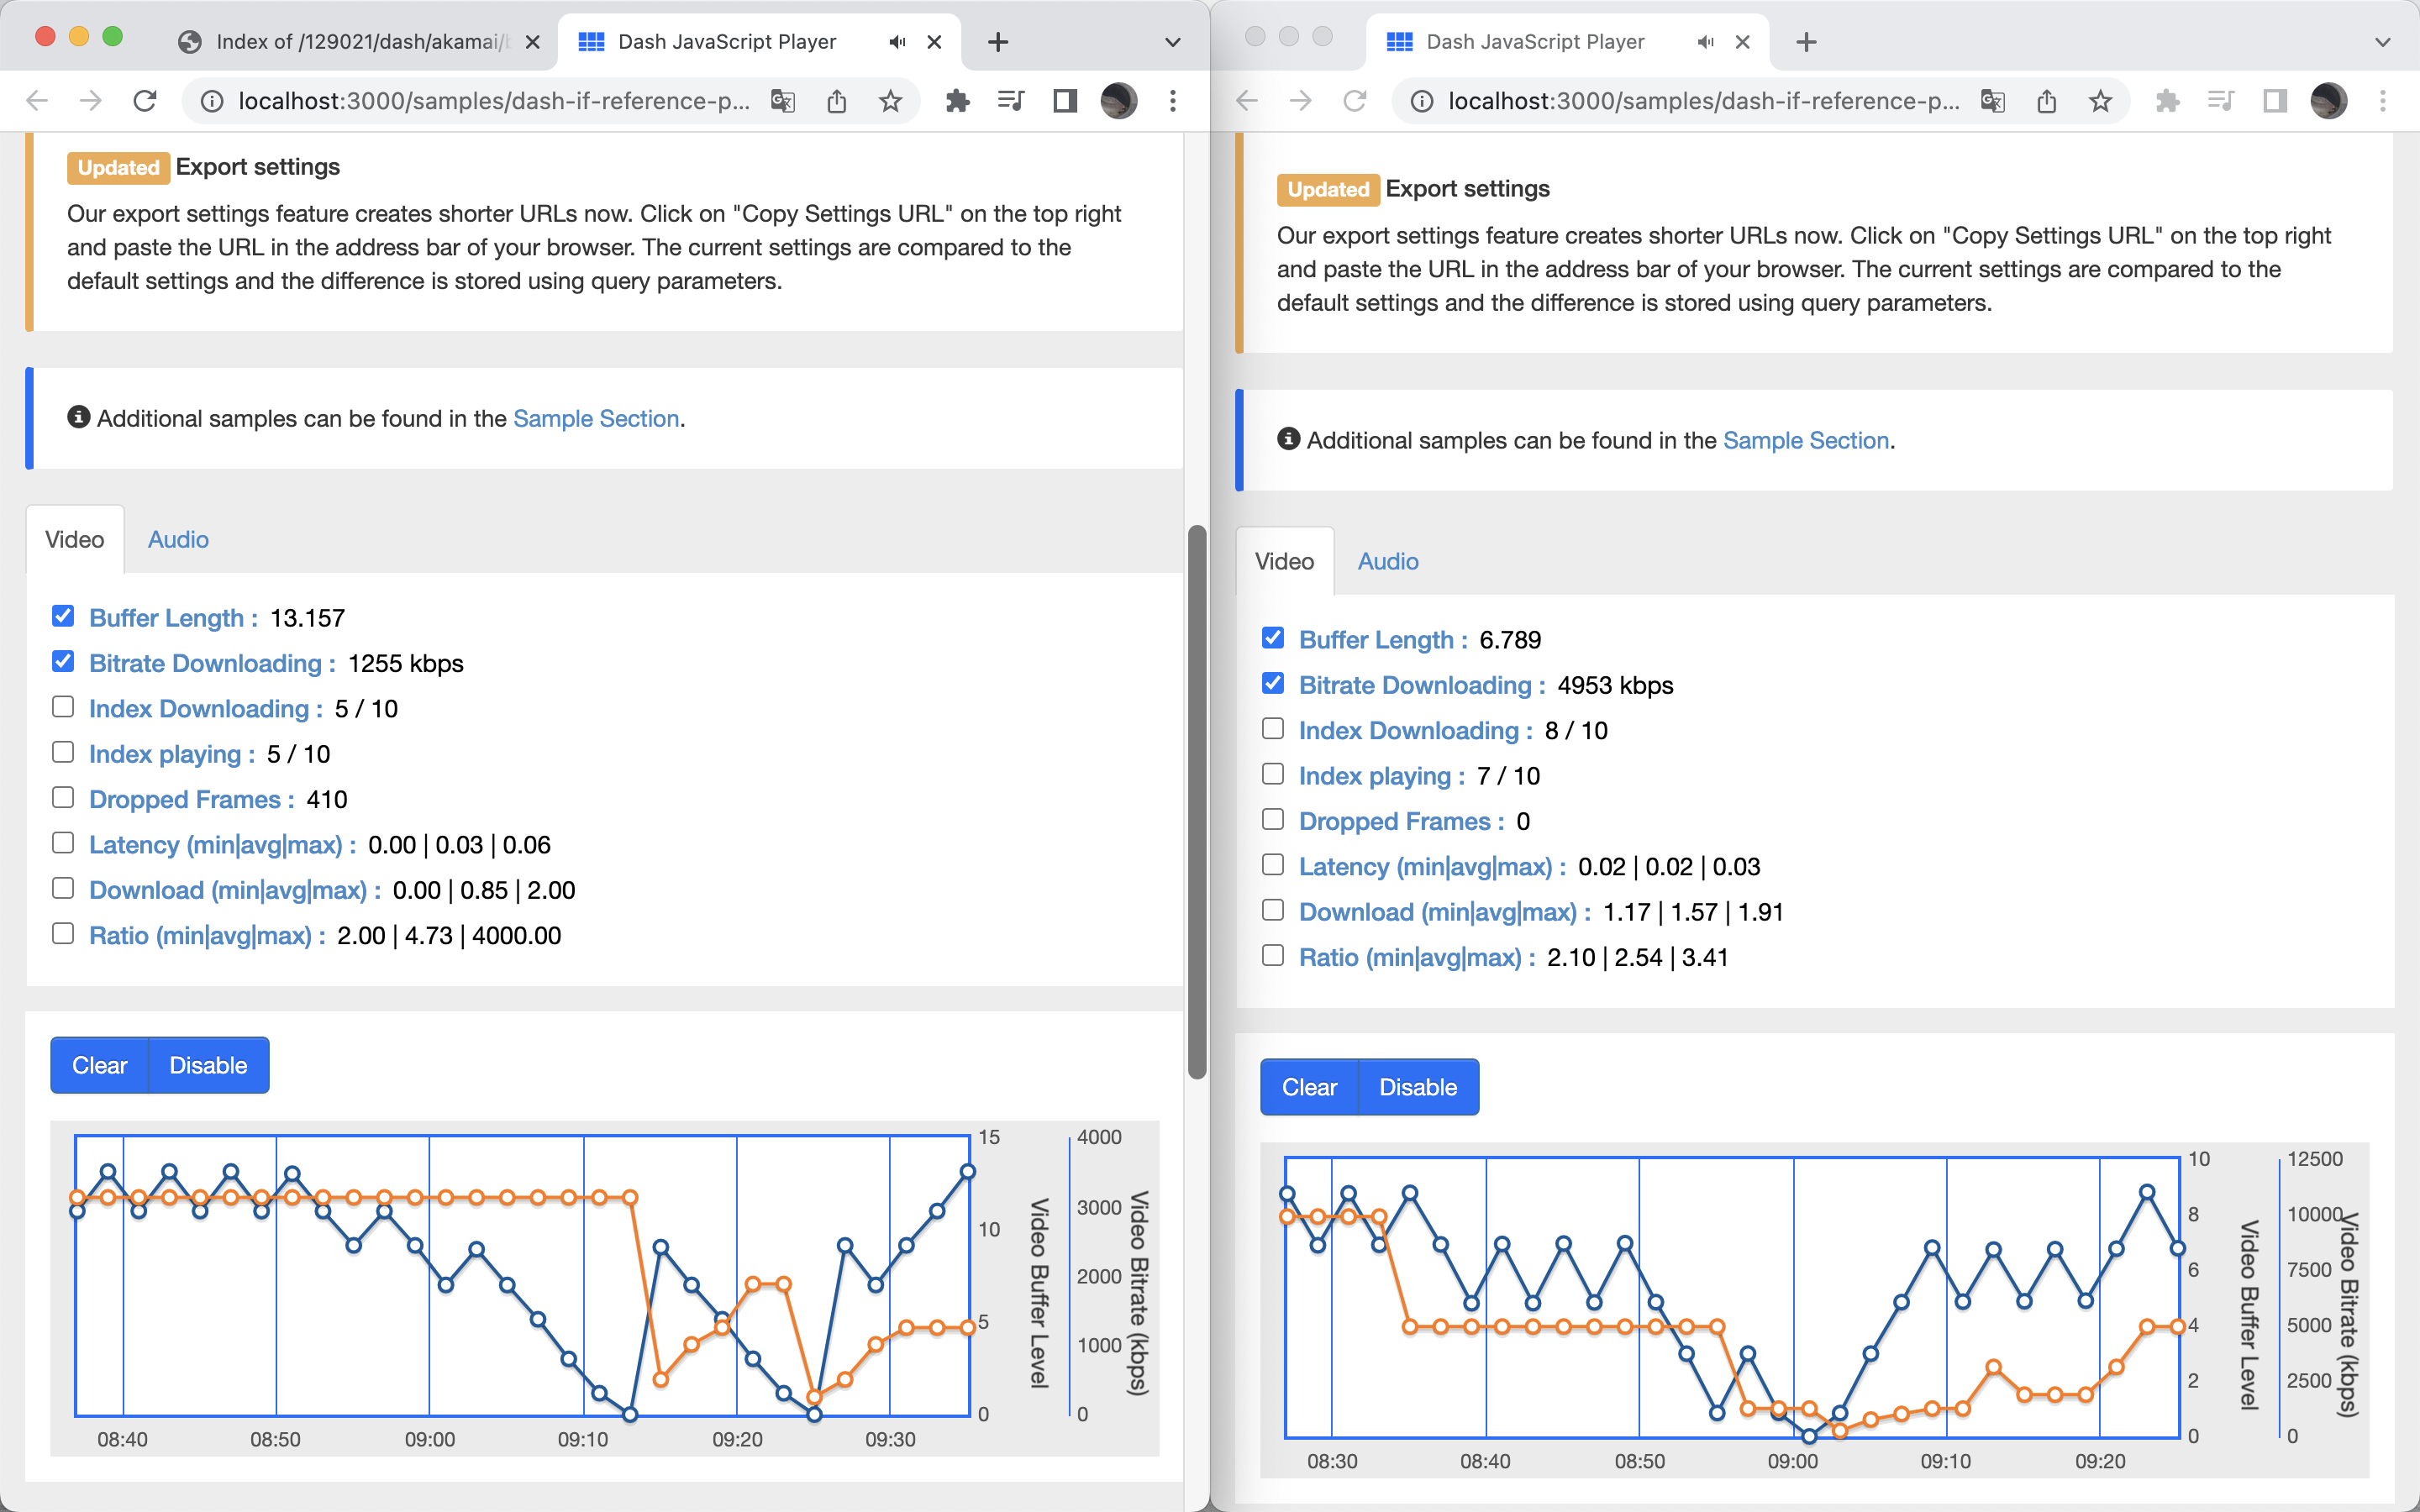 Index of /129021/dash/akamai/b
Dash JavaScript Player
localhost:3000/samples/dash-if-reference-p...
Updated Export settings
Our export settings feature creates shorter URLs now. Click on "Copy Settings URL" on the top right
and paste the URL in the address bar of your browser. The current settings are compared to the
default settings and the difference is stored using query parameters.
Additional samples can be found in the Sample Section.
Video
Audio
Buffer Length : 13.157
Bitrate Downloading : 1255 kbps
Index Downloading : 5 / 10
Index playing : 5 / 10
Dropped Frames : 410
Latency (min|avg|max) : 0.00 | 0.03 | 0.06
Download (min|avg|max) : 0.00 | 0.85 | 2.00
Ratio (min|avg|max) : 2.00 | 4.73 | 4000.00
Clear
Disable
15
10
5
0
Video Buffer Level
4000
3000
2000
1000
0
Video Bitrate (kbps)
08:40
08:50
09:00
09:10
09:20
09:30
Dash JavaScript Player
localhost:3000/samples/dash-if-reference-p...
Updated Export settings
Our export settings feature creates shorter URLs now. Click on "Copy Settings URL" on the top right
and paste the URL in the address bar of your browser. The current settings are compared to the
default settings and the difference is stored using query parameters.
Additional samples can be found in the Sample Section.
Video
Audio
Buffer Length : 6.789
Bitrate Downloading : 4953 kbps
Index Downloading : 8 / 10
Index playing : 7 / 10
Dropped Frames : 0
Latency (min|avg|max) : 0.02 | 0.02 | 0.03
Download (min|avg|max) : 1.17 | 1.57 | 1.91
Ratio (min|avg|max) : 2.10 | 2.54 | 3.41
Clear
Disable
10
8
6
4
2
0
Video Buffer Level
12500
10000
7500
5000
2500
0
Video Bitrate (kbps)
08:30
08:40
08:50
09:00
09:10
09:20